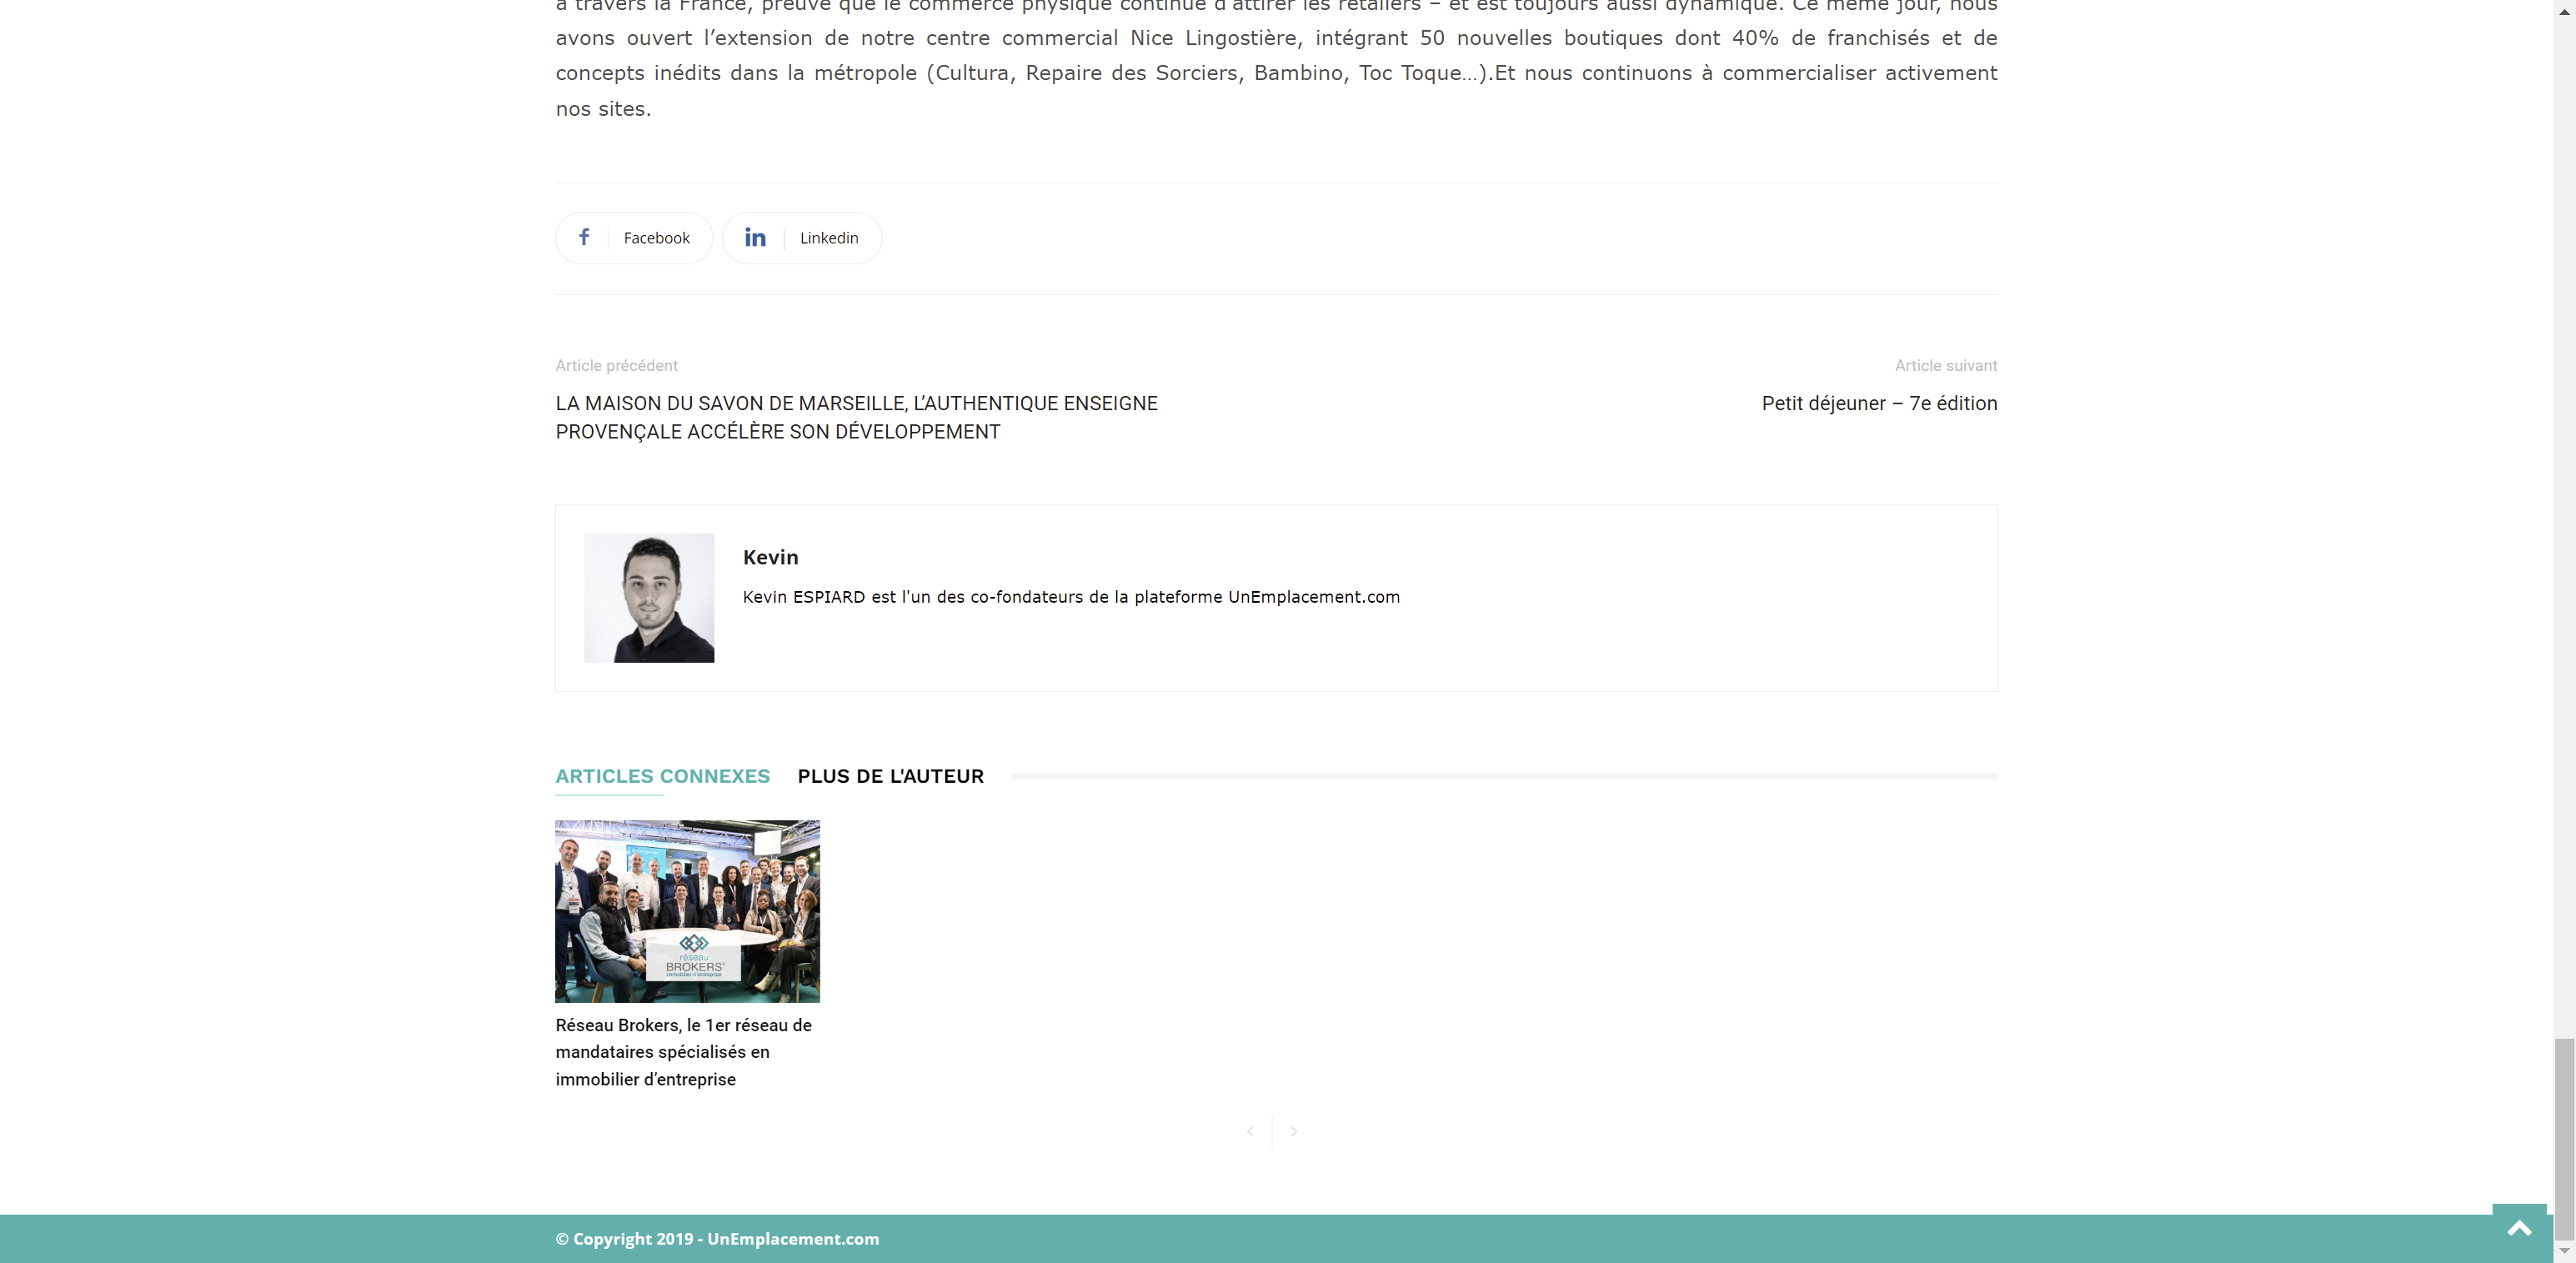 à travers la France, preuve que le commerce physique continue d'attirer les retailers – et est toujours aussi dynamique. Ce même jour, nous
avons ouvert l’extension de notre centre commercial Nice Lingostière, intégrant 50 nouvelles boutiques dont 40% de franchisés et de
concepts inédits dans la métropole (Cultura, Repaire des Sorciers, Bambino, Toc Toque…).Et nous continuons à commercialiser activement
nos sites.
Facebook
Linkedin
Article précédent
Article suivant
LA MAISON DU SAVON DE MARSEILLE, L’AUTHENTIQUE ENSEIGNE
PROVENÇALE ACCÉLÈRE SON DÉVELOPPEMENT
Petit déjeuner – 7e édition
Kevin
Kevin ESPIARD est l'un des co-fondateurs de la plateforme UnEmplacement.com
ARTICLES CONNEXES
PLUS DE L'AUTEUR
réseau
BROKERS
immobilier d'entreprise
Réseau Brokers, le 1er réseau de
mandataires spécialisés en
immobilier d’entreprise
© Copyright 2019 - UnEmplacement.com